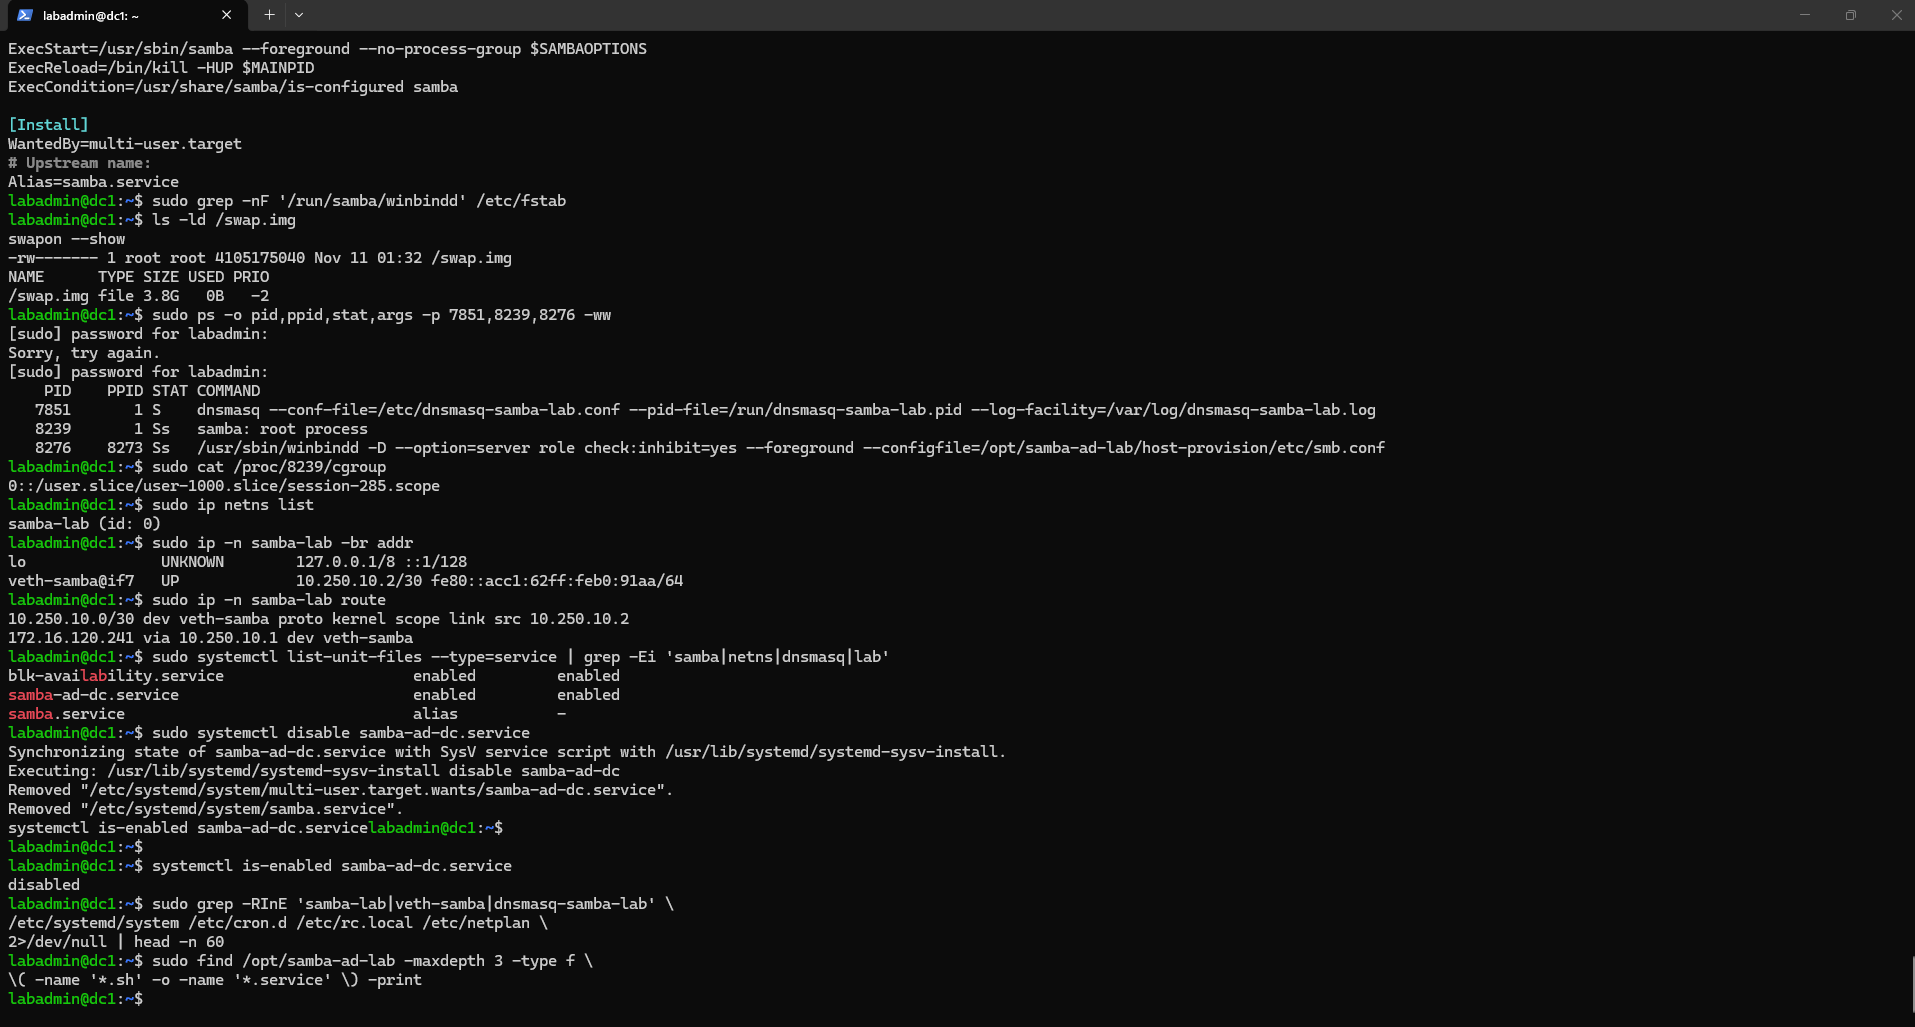 labadmin@dc1: ~
ExecStart=/usr/sbin/samba --foreground --no-process-group $SAMBAOPTIONS
ExecReload=/bin/kill -HUP $MAINPID
ExecCondition=/usr/share/samba/is-configured samba
[Install]
WantedBy=multi-user.target
# Upstream name:
Alias=samba.service
labadmin@dc1:~$ sudo grep -nF '/run/samba/winbindd' /etc/fstab
labadmin@dc1:~$ ls -ld /swap.img
swapon --show
-rw------- 1 root root 4105175040 Nov 11 01:32 /swap.img
NAME      TYPE SIZE USED PRIO
/swap.img file 3.8G   0B   -2
labadmin@dc1:~$ sudo ps -o pid,ppid,stat,args -p 7851,8239,8276 -ww
[sudo] password for labadmin:
Sorry, try again.
[sudo] password for labadmin:
    PID    PPID STAT COMMAND
   7851       1 S    dnsmasq --conf-file=/etc/dnsmasq-samba-lab.conf --pid-file=/run/dnsmasq-samba-lab.pid --log-facility=/var/log/dnsmasq-samba-lab.log
   8239       1 Ss   samba: root process
   8276    8273 Ss   /usr/sbin/winbindd -D --option=server role check:inhibit=yes --foreground --configfile=/opt/samba-ad-lab/host-provision/etc/smb.conf
labadmin@dc1:~$ sudo cat /proc/8239/cgroup
0::/user.slice/user-1000.slice/session-285.scope
labadmin@dc1:~$ sudo ip netns list
samba-lab (id: 0)
labadmin@dc1:~$ sudo ip -n samba-lab -br addr
lo               UNKNOWN        127.0.0.1/8 ::1/128
veth-samba@if7   UP             10.250.10.2/30 fe80::acc1:62ff:feb0:91aa/64
labadmin@dc1:~$ sudo ip -n samba-lab route
10.250.10.0/30 dev veth-samba proto kernel scope link src 10.250.10.2
172.16.120.241 via 10.250.10.1 dev veth-samba
labadmin@dc1:~$ sudo systemctl list-unit-files --type=service | grep -Ei 'samba|netns|dnsmasq|lab'
blk-availability.service                     enabled         enabled
samba-ad-dc.service                          enabled         enabled
samba.service                                alias           -
labadmin@dc1:~$ sudo systemctl disable samba-ad-dc.service
Synchronizing state of samba-ad-dc.service with SysV service script with /usr/lib/systemd/systemd-sysv-install.
Executing: /usr/lib/systemd/systemd-sysv-install disable samba-ad-dc
Removed "/etc/systemd/system/multi-user.target.wants/samba-ad-dc.service".
Removed "/etc/systemd/system/samba.service".
systemctl is-enabled samba-ad-dc.servicelabadmin@dc1:~$
labadmin@dc1:~$
labadmin@dc1:~$ systemctl is-enabled samba-ad-dc.service
disabled
labadmin@dc1:~$ sudo grep -RInE 'samba-lab|veth-samba|dnsmasq-samba-lab' \
/etc/systemd/system /etc/cron.d /etc/rc.local /etc/netplan \
2>/dev/null | head -n 60
labadmin@dc1:~$ sudo find /opt/samba-ad-lab -maxdepth 3 -type f \
\( -name '*.sh' -o -name '*.service' \) -print
labadmin@dc1:~$